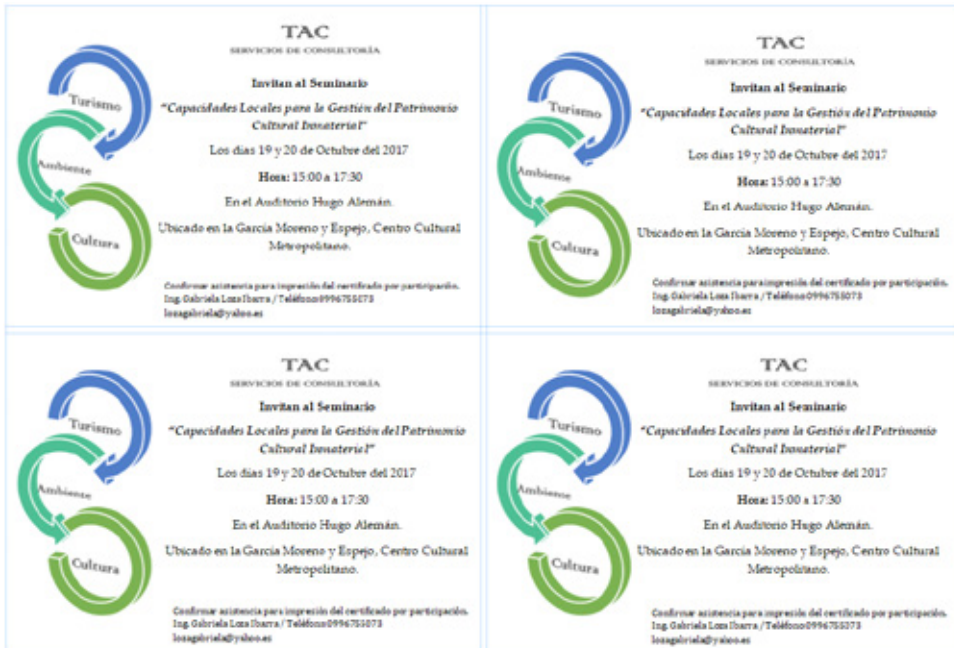 TAC
SERVICIOS DE CONSULTORÍA
Invitan al Seminario
"Capacidades Locales para la Gestión del Patrimonio
Cultural Inmaterial"
Los días 19 y 20 de Octubre del 2017
Hora: 15:00 a 17:30
En el Auditorio Hugo Alemán.
Ubicado en la García Moreno y Espejo, Centro Cultural
Metropolitano.
Confirmar asistencia para impresión del certificado por participación.
Ing. Gabriela Loza Ibarra / Teléfono 0996755073
lozagabriela@yahoo.es
Turismo
Ambiente
Cultura
TAC
SERVICIOS DE CONSULTORÍA
Invitan al Seminario
"Capacidades Locales para la Gestión del Patrimonio
Cultural Inmaterial"
Los días 19 y 20 de Octubre del 2017
Hora: 15:00 a 17:30
En el Auditorio Hugo Alemán.
Ubicado en la García Moreno y Espejo, Centro Cultural
Metropolitano.
Confirmar asistencia para impresión del certificado por participación.
Ing. Gabriela Loza Ibarra / Teléfono 0996755073
lozagabriela@yahoo.es
Turismo
Ambiente
Cultura
TAC
SERVICIOS DE CONSULTORÍA
Invitan al Seminario
"Capacidades Locales para la Gestión del Patrimonio
Cultural Inmaterial"
Los días 19 y 20 de Octubre del 2017
Hora: 15:00 a 17:30
En el Auditorio Hugo Alemán.
Ubicado en la García Moreno y Espejo, Centro Cultural
Metropolitano.
Confirmar asistencia para impresión del certificado por participación.
Ing. Gabriela Loza Ibarra / Teléfono 0996755073
lozagabriela@yahoo.es
Turismo
Ambiente
Cultura
TAC
SERVICIOS DE CONSULTORÍA
Invitan al Seminario
"Capacidades Locales para la Gestión del Patrimonio
Cultural Inmaterial"
Los días 19 y 20 de Octubre del 2017
Hora: 15:00 a 17:30
En el Auditorio Hugo Alemán.
Ubicado en la García Moreno y Espejo, Centro Cultural
Metropolitano.
Confirmar asistencia para impresión del certificado por participación.
Ing. Gabriela Loza Ibarra / Teléfono 0996755073
lozagabriela@yahoo.es
Turismo
Ambiente
Cultura